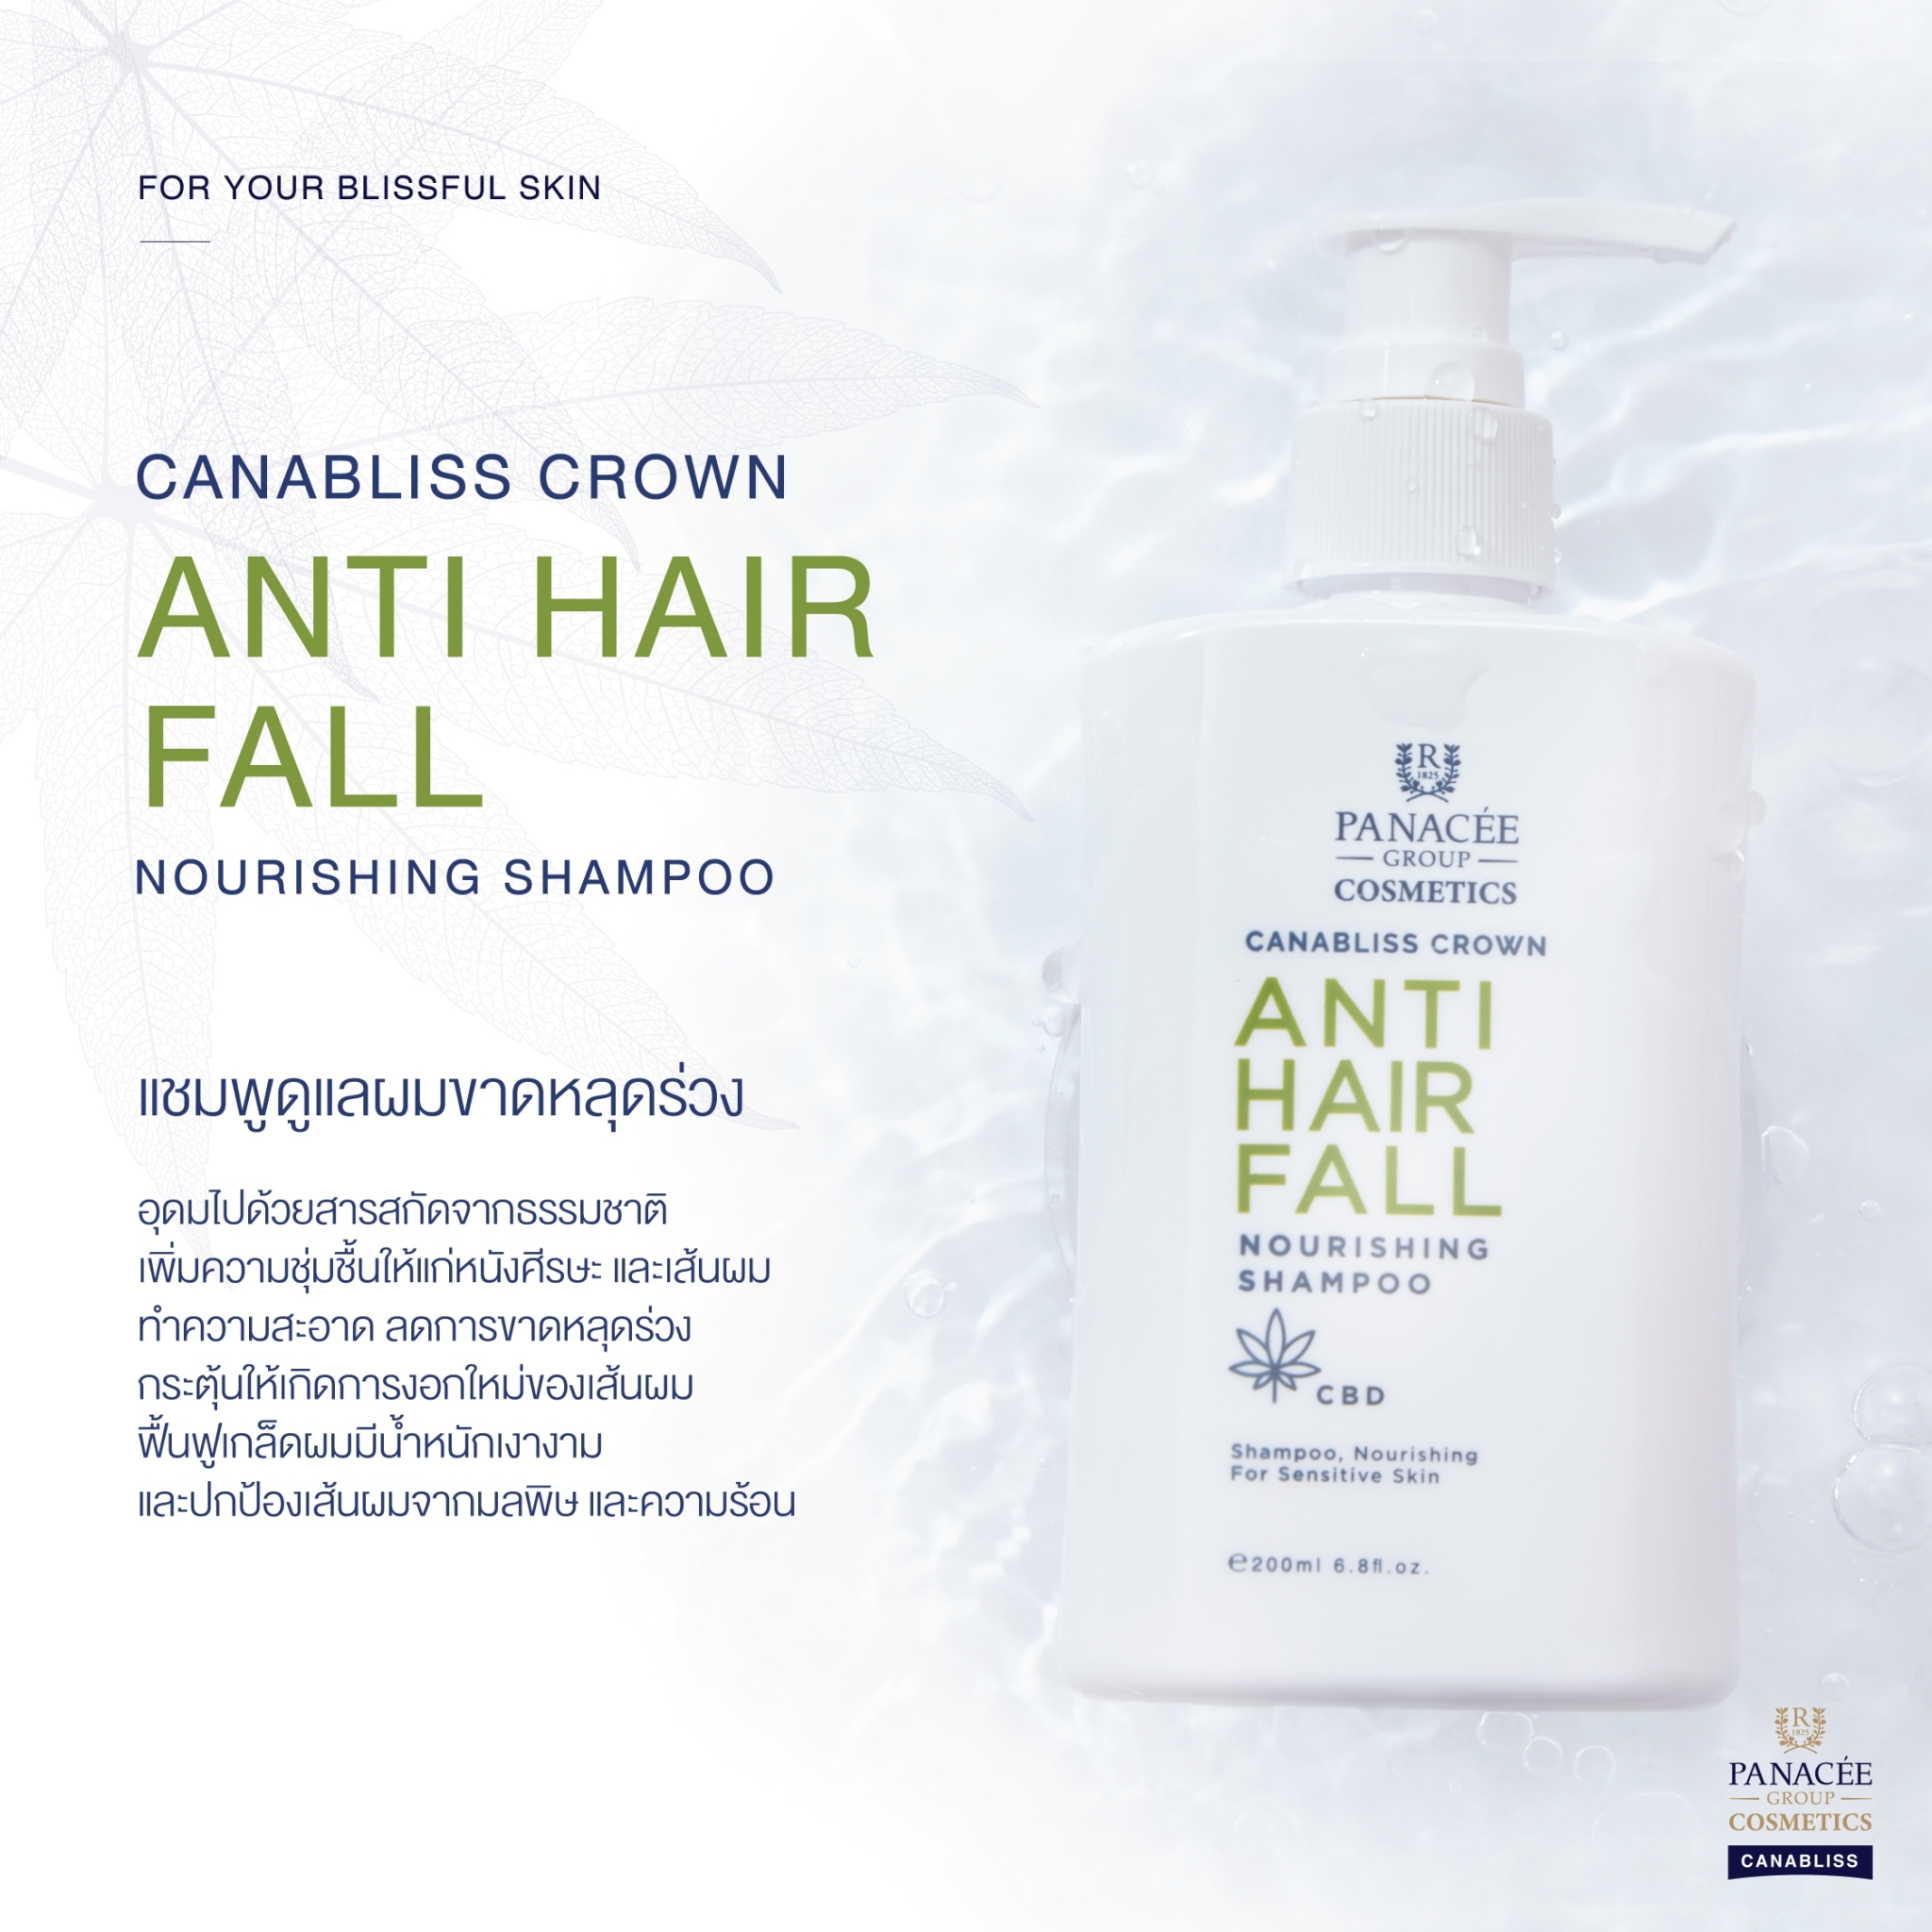 FOR YOUR BLISSFUL SKIN
CANABLISS CROWN
ANTI HAIR
FALL
NOURISHING SHAMPOO
แชมพูดูแลผมขาดหลุดร่วง
อุดมไปด้วยสารสกัดจากธรรมชาติ
เพิ่มความชุ่มชื้นให้แก่หนังศีรษะ และเส้นผม
ทำความสะอาด ลดการขาดหลุดร่วง
กระตุ้นให้เกิดการงอกใหม่ของเส้นผม
ฟื้นฟูเกล็ดผมมีน้ำหนักเงางาม
และปกป้องเส้นผมจากมลพิษ และความร้อน
R
1825
PANACÉE
GROUP
COSMETICS
CANABLISS CROWN
ANTI
HAIR
FALL
NOURISHING
SHAMPOO
CBD
Shampoo, Nourishing
For Sensitive Skin
℮200ml 6.8fl.oz.
R
1825
PANACÉE
GROUP
COSMETICS
CANABLISS